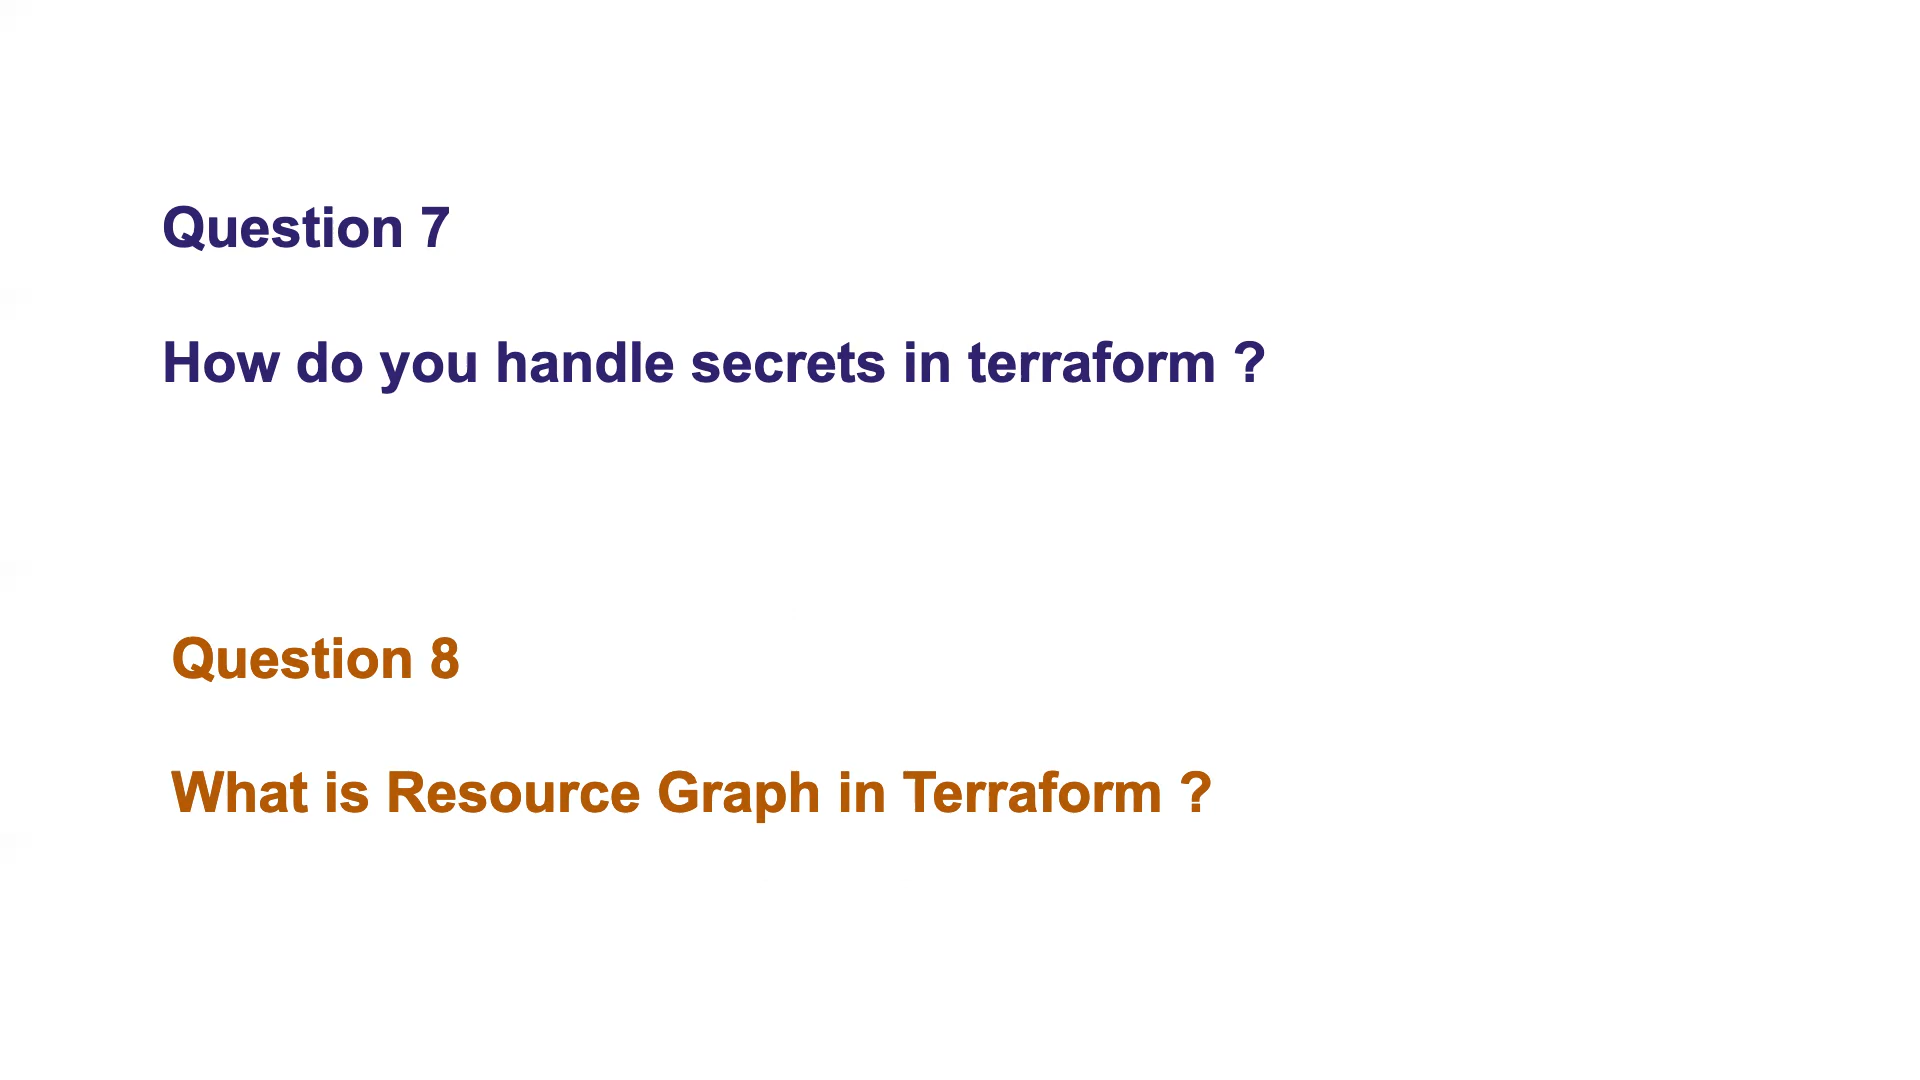 Question 7
How do you handle secrets in terraform ?
Question 8
What is Resource Graph in Terraform ?